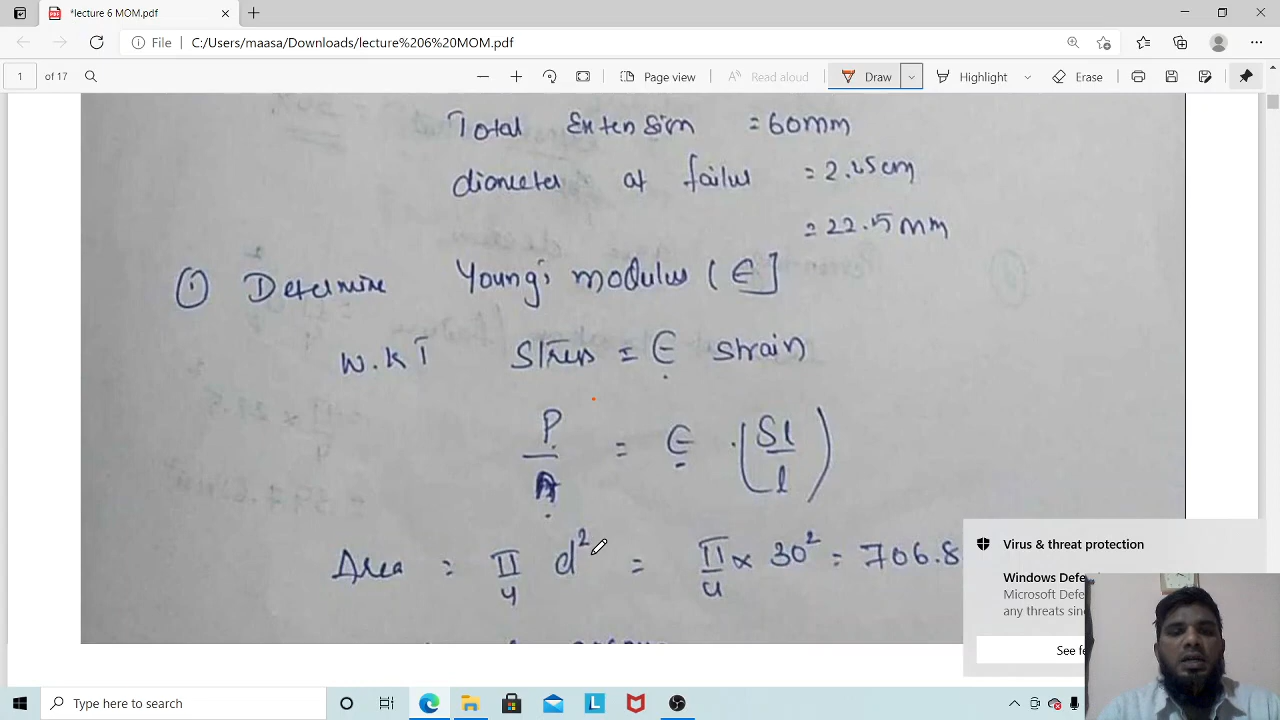 *lecture 6 MOM.pdf
File C:/Users/maasa/Downloads/lecture%206%20MOM.pdf
1 of 17 Page view Read aloud Draw Highlight Erase
Total Extension = 60mm
diameter at failure = 2.25cm
= 22.5 mm
① Determine Young's modulus (E]
W.K.T Stress = E strain
P/A = E . (δl/l)
Area = π/4 d² = π/4 × 30² = 706.8
Virus & threat protection
Windows Defe
Microsoft Defe
any threats sinc
See fe
Type here to search